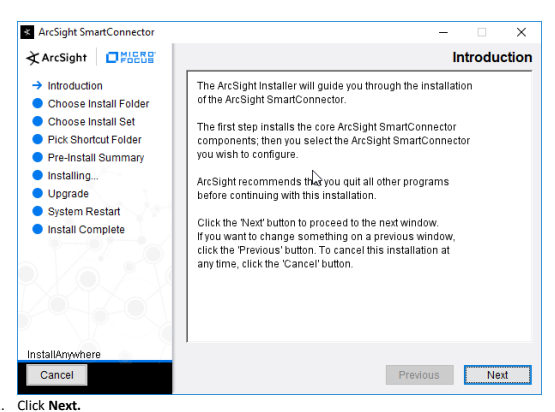 ArcSight SmartConnector
ArcSight MICRO FOCUS
Introduction
Introduction
Choose Install Folder
Choose Install Set
Pick Shortcut Folder
Pre-Install Summary
Installing...
Upgrade
System Restart
Install Complete
The ArcSight Installer will guide you through the installation
of the ArcSight SmartConnector.
The first step installs the core ArcSight SmartConnector
components; then you select the ArcSight SmartConnector
you wish to configure.
ArcSight recommends that you quit all other programs
before continuing with this installation.
Click the 'Next' button to proceed to the next window.
If you want to change something on a previous window,
click the 'Previous' button. To cancel this installation at
any time, click the 'Cancel' button.
InstallAnywhere
Cancel
Previous
Next
Click Next.